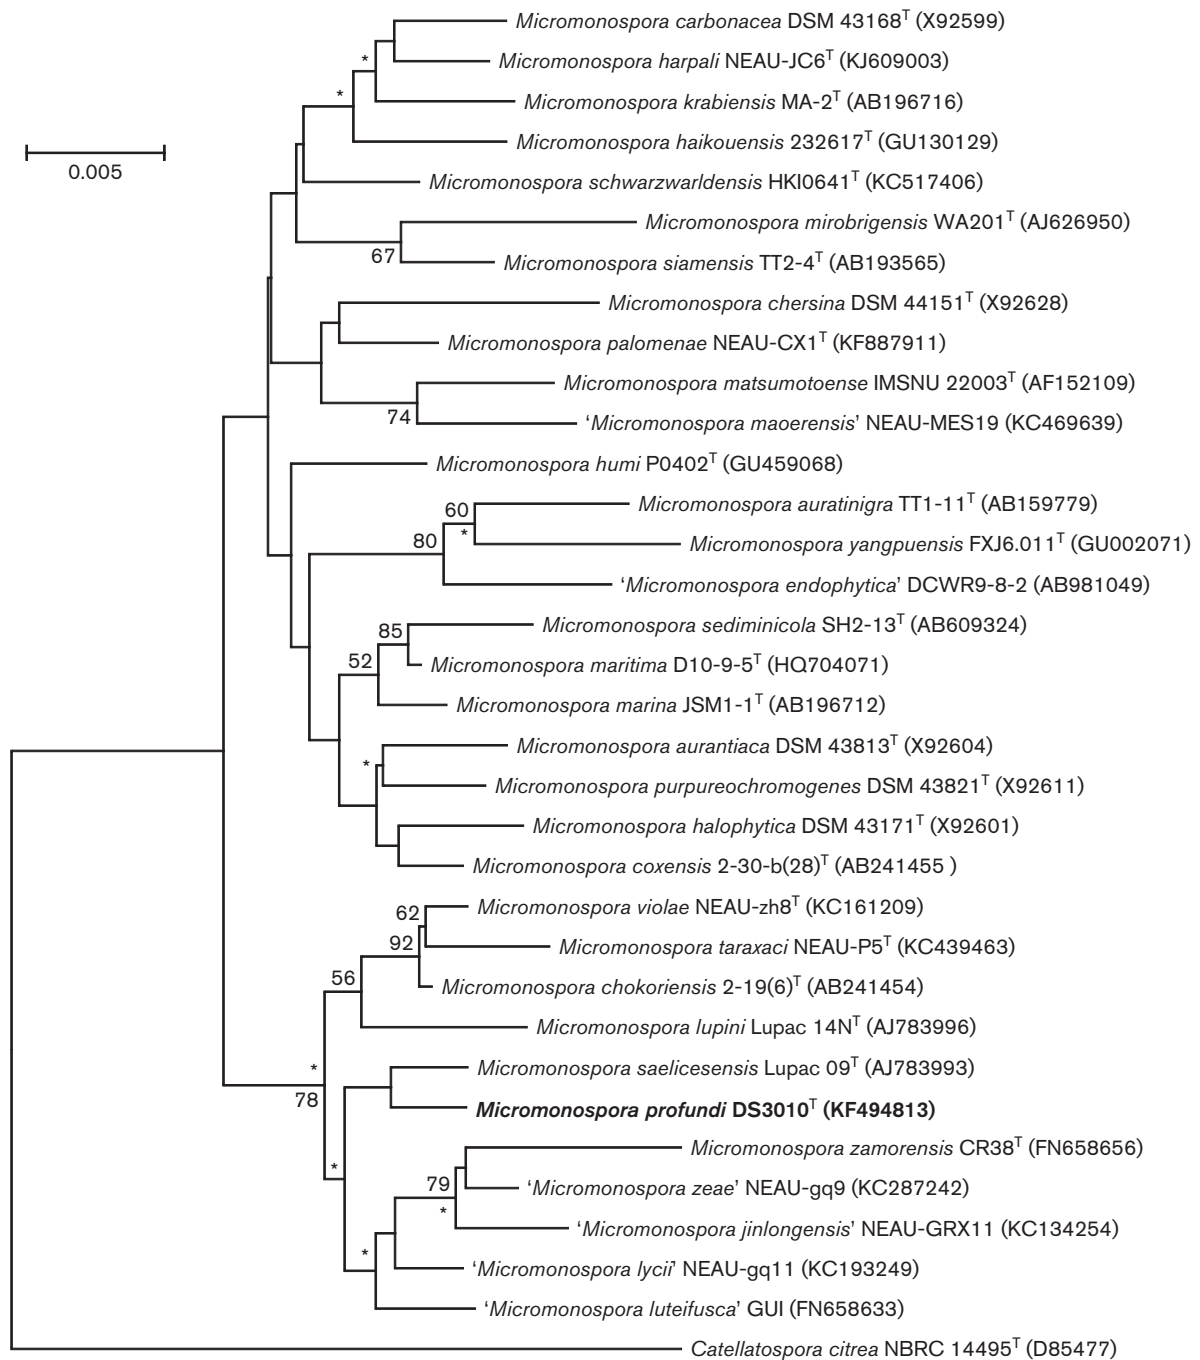 Micromonospora carbonacea DSM 43168T (X92599)
*
Micromonospora harpali NEAU-JC6T (KJ609003)
*
Micromonospora krabiensis MA-2T (AB196716)
Micromonospora haikouensis 232617T (GU130129)
0.005
Micromonospora schwarzwarldensis HKI0641T (KC517406)
Micromonospora mirobrigensis WA201T (AJ626950)
67
Micromonospora siamensis TT2-4T (AB193565)
Micromonospora chersina DSM 44151T (X92628)
Micromonospora palomenae NEAU-CX1T (KF887911)
Micromonospora matsumotoense IMSNU 22003T (AF152109)
74
‘Micromonospora maoerensis’ NEAU-MES19 (KC469639)
Micromonospora humi P0402T (GU459068)
Micromonospora auratinigra TT1-11T (AB159779)
60
*
80
Micromonospora yangpuensis FXJ6.011T (GU002071)
‘Micromonospora endophytica’ DCWR9-8-2 (AB981049)
Micromonospora sediminicola SH2-13T (AB609324)
85
52
Micromonospora maritima D10-9-5T (HQ704071)
Micromonospora marina JSM1-1T (AB196712)
Micromonospora aurantiaca DSM 43813T (X92604)
*
Micromonospora purpureochromogenes DSM 43821T (X92611)
Micromonospora halophytica DSM 43171T (X92601)
Micromonospora coxensis 2-30-b(28)T (AB241455 )
Micromonospora violae NEAU-zh8T (KC161209)
62
92
Micromonospora taraxaci NEAU-P5T (KC439463)
56
Micromonospora chokoriensis 2-19(6)T (AB241454)
Micromonospora lupini Lupac 14NT (AJ783996)
*
78
Micromonospora saelicesensis Lupac 09T (AJ783993)
Micromonospora profundi DS3010T (KF494813)
Micromonospora zamorensis CR38T (FN658656)
*
79
*
‘Micromonospora zeae’ NEAU-gq9 (KC287242)
‘Micromonospora jinlongensis’ NEAU-GRX11 (KC134254)
*
‘Micromonospora lycii’ NEAU-gq11 (KC193249)
‘Micromonospora luteifusca’ GUI (FN658633)
Catellatospora citrea NBRC 14495T (D85477)